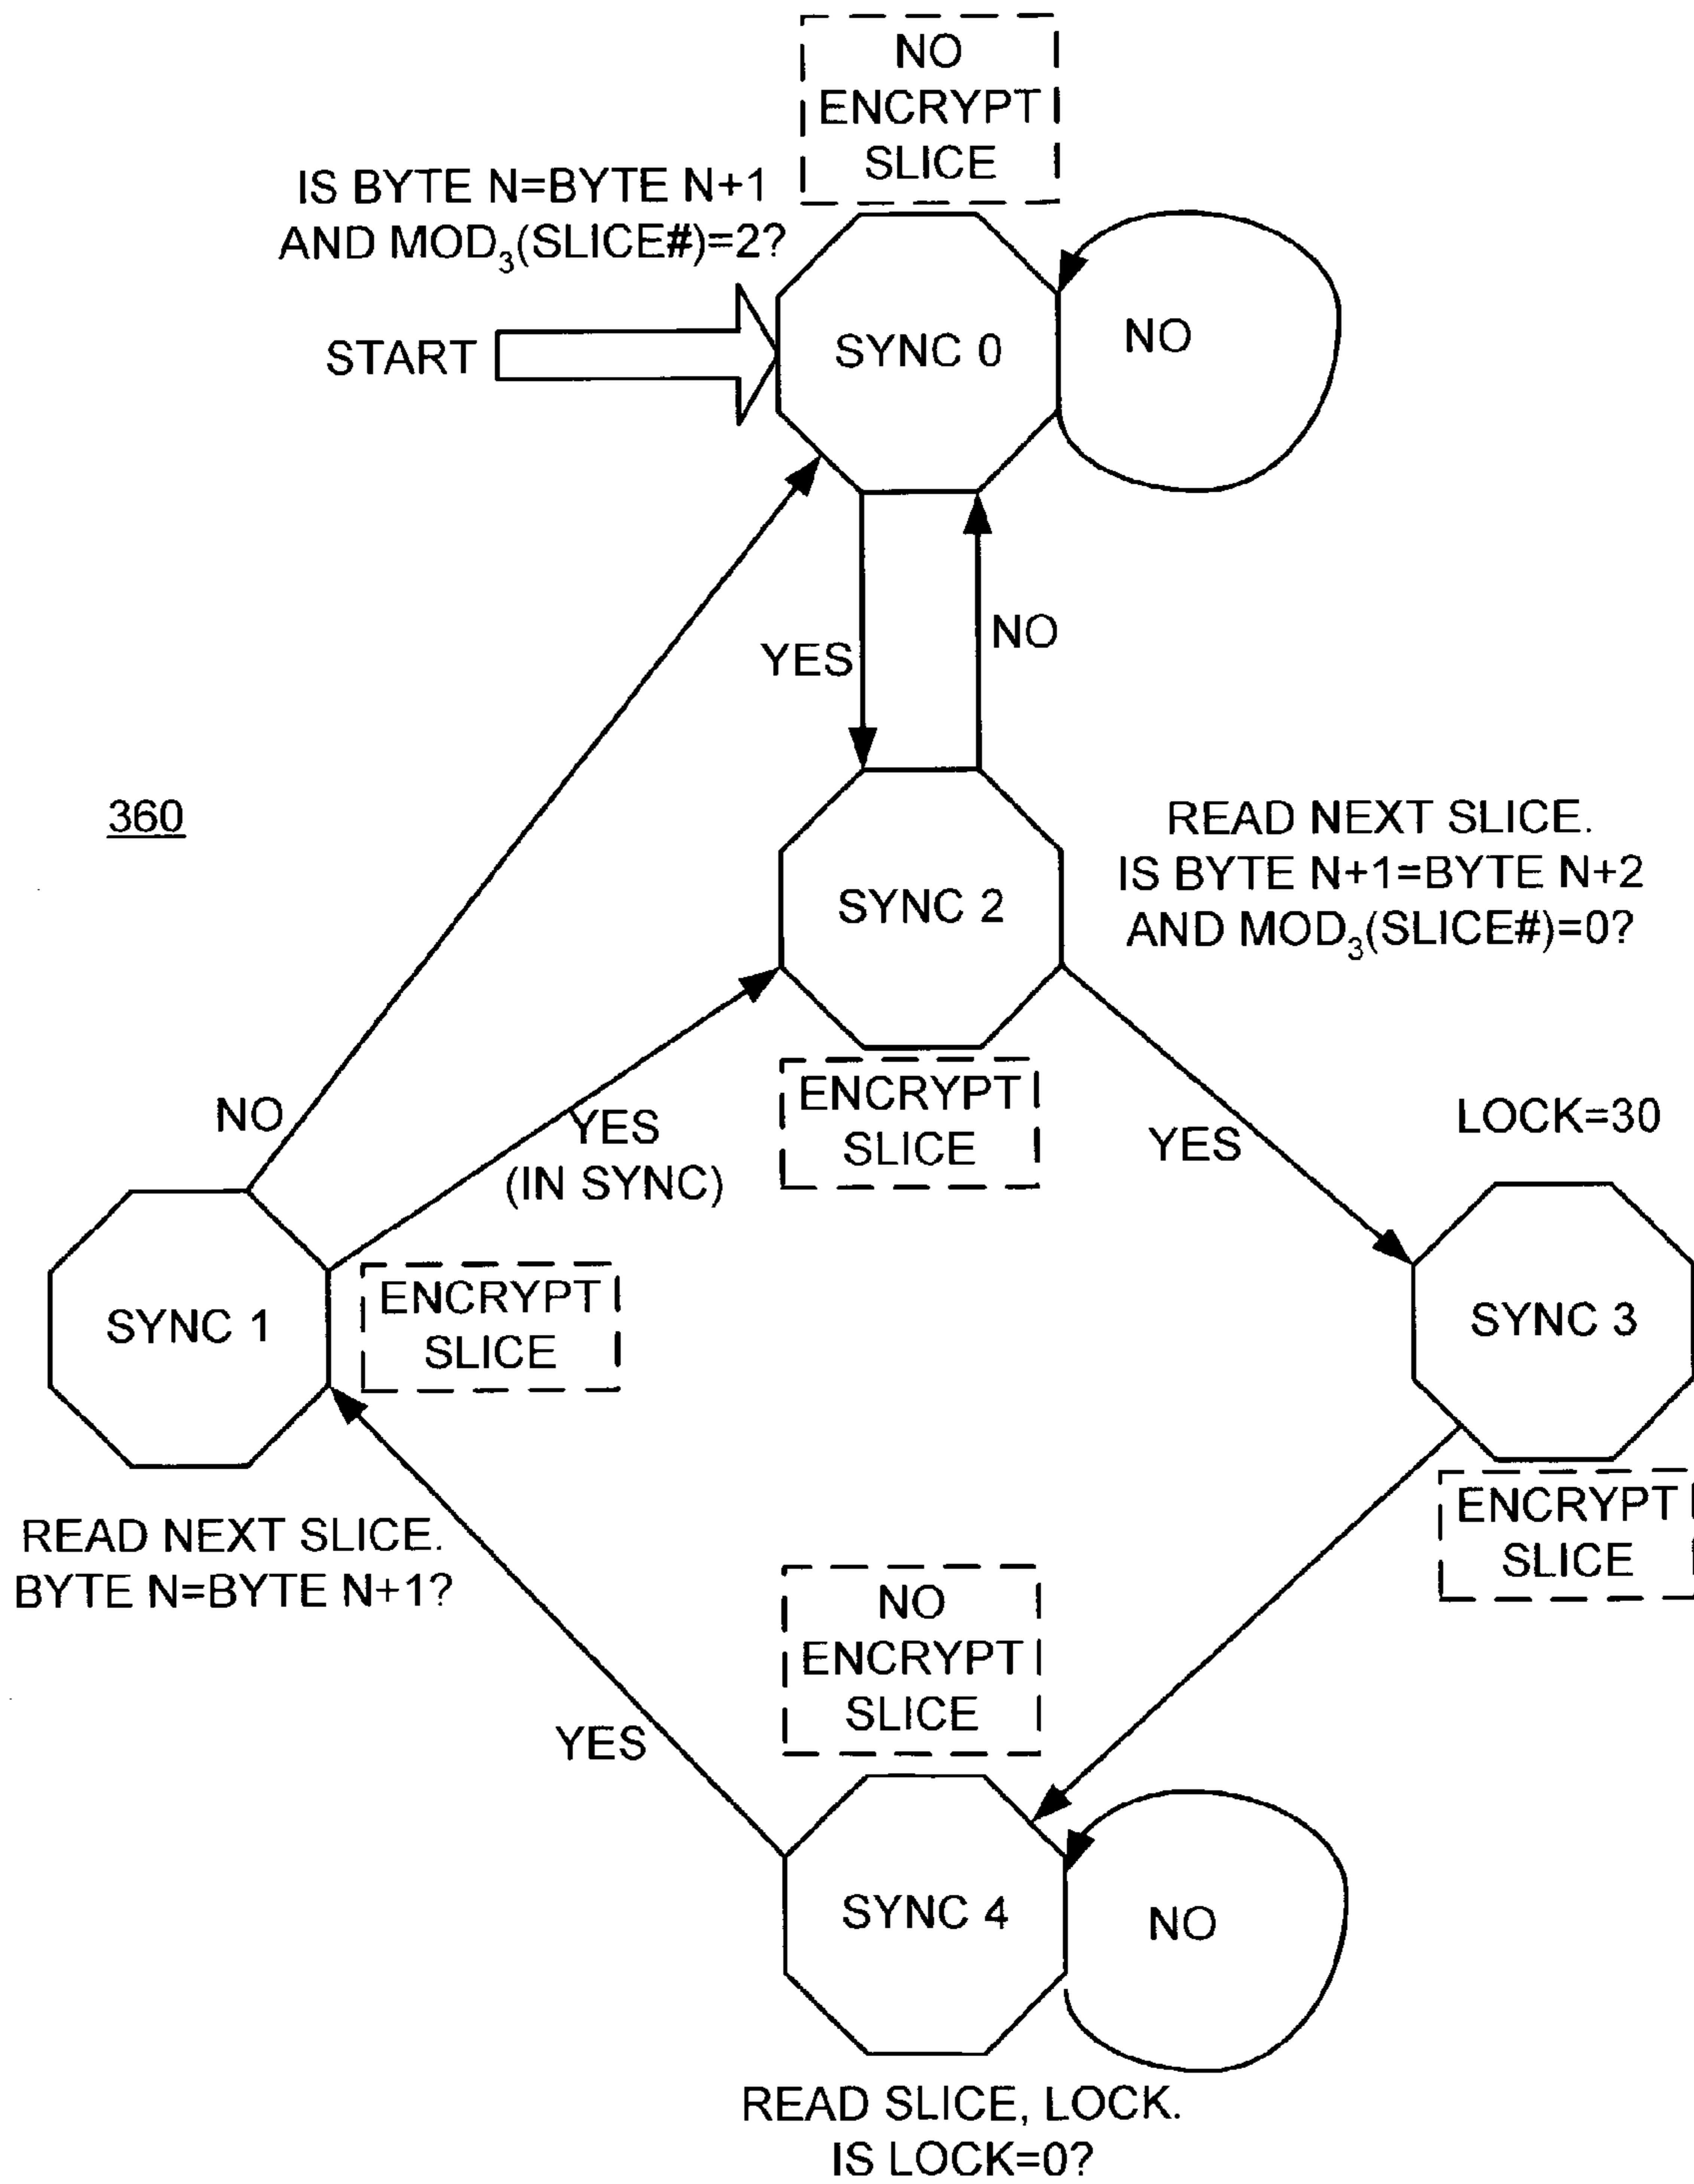 NO
ENCRYPT
SLICE
IS BYTE N=BYTE N+1
AND MOD₃(SLICE#)=2?
START
SYNC 0
NO
YES
NO
360
READ NEXT SLICE.
IS BYTE N+1=BYTE N+2
AND MOD₃(SLICE#)=0?
SYNC 2
ENCRYPT
SLICE
NO
YES
(IN SYNC)
YES
LOCK=30
SYNC 1
ENCRYPT
SLICE
SYNC 3
ENCRYPT
SLICE
READ NEXT SLICE.
BYTE N=BYTE N+1?
NO
ENCRYPT
SLICE
YES
SYNC 4
NO
READ SLICE, LOCK.
IS LOCK=0?